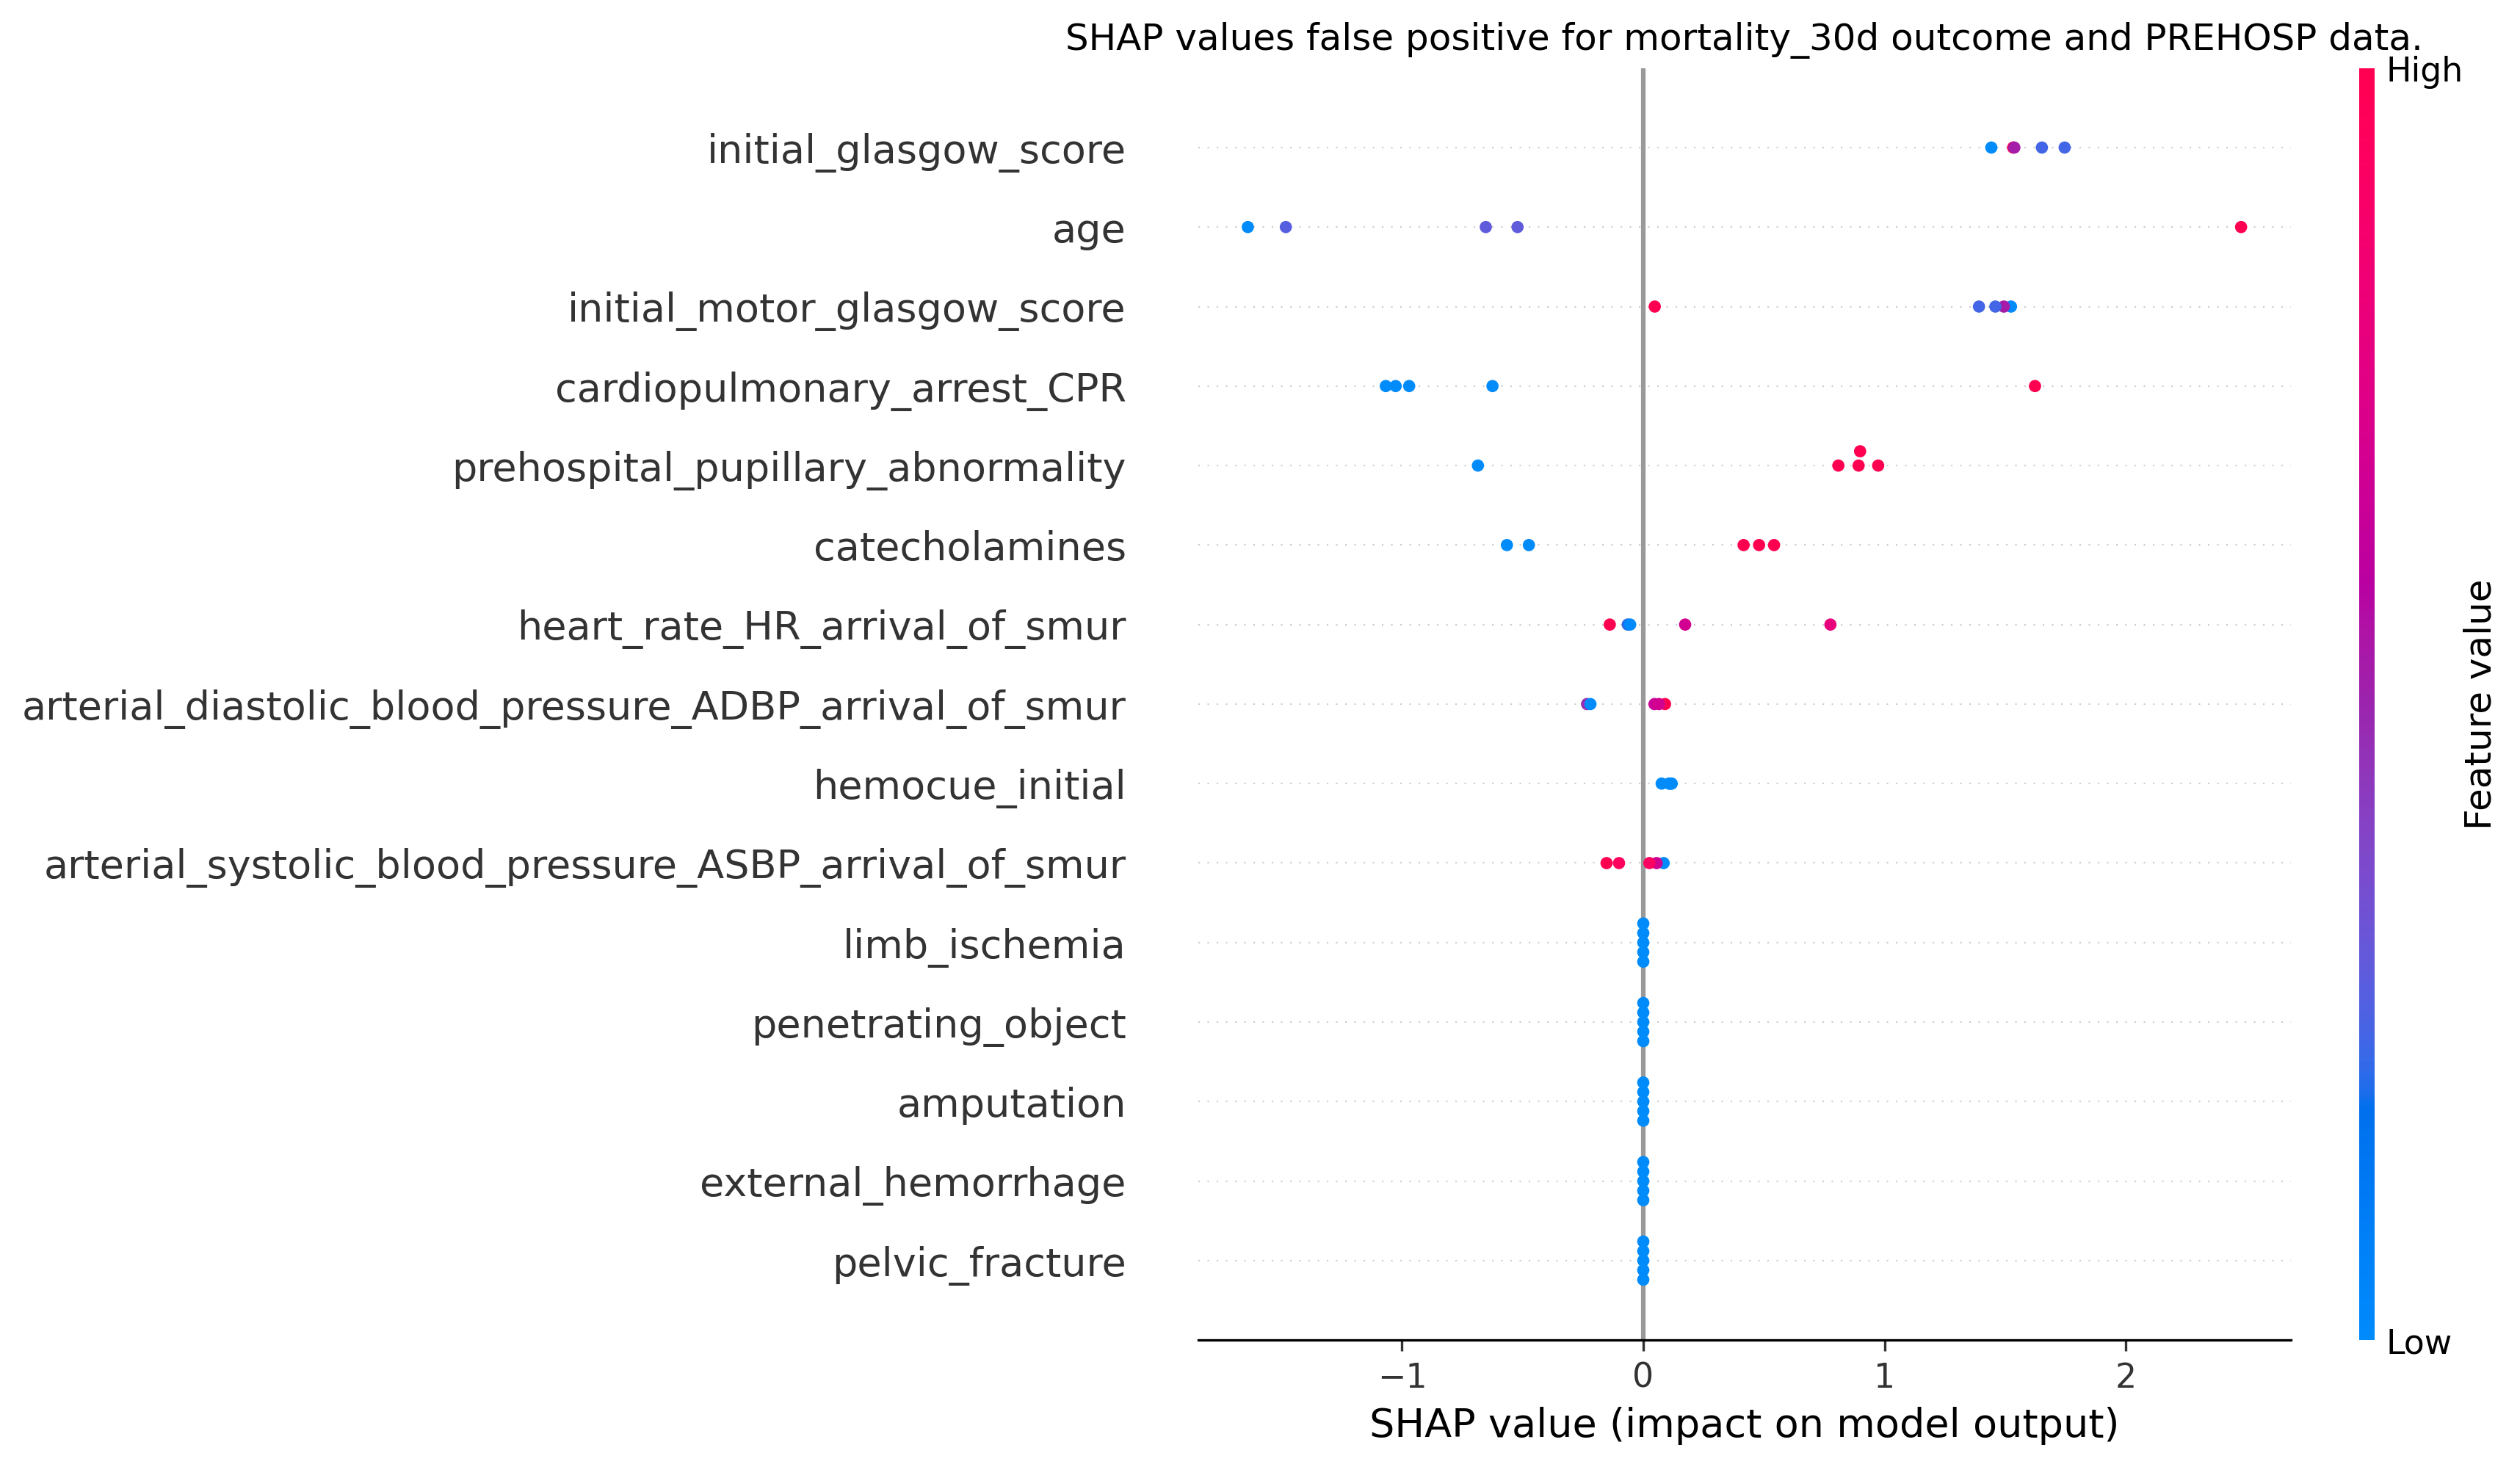 SHAP values false positive for mortality_30d outcome and PREHOSP data.
High
initial_glasgow_score
age
initial_motor_glasgow_score
cardiopulmonary_arrest_CPR
prehospital_pupillary_abnormality
catecholamines
heart_rate_HR_arrival_of_smur
arterial_diastolic_blood_pressure_ADBP_arrival_of_smur
hemocue_initial
arterial_systolic_blood_pressure_ASBP_arrival_of_smur
limb_ischemia
penetrating_object
amputation
external_hemorrhage
pelvic_fracture
Feature value
Low
−1 0 1 2
SHAP value (impact on model output)